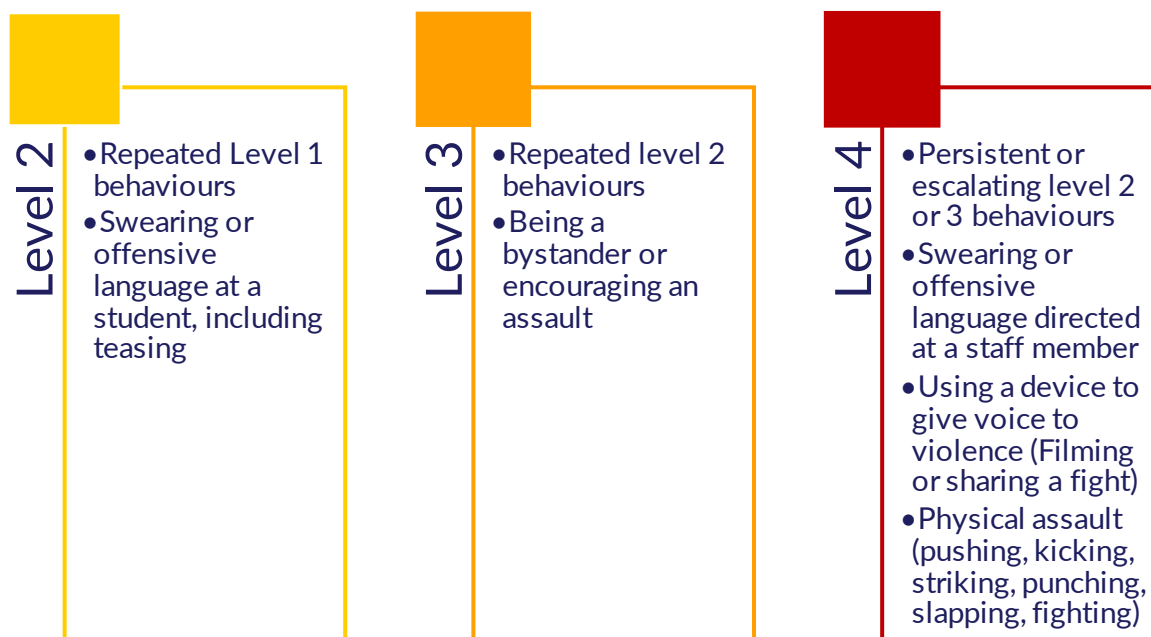 Level 2
•Repeated Level 1
behaviours
•Swearing or
offensive
language at a
student, including
teasing
Level 3
•Repeated level 2
behaviours
•Being a
bystander or
encouraging an
assault
Level 4
•Persistent or
escalating level 2
or 3 behaviours
•Swearing or
offensive
language directed
at a staff member
•Using a device to
give voice to
violence (Filming
or sharing a fight)
•Physical assault
(pushing, kicking,
striking, punching,
slapping, fighting)